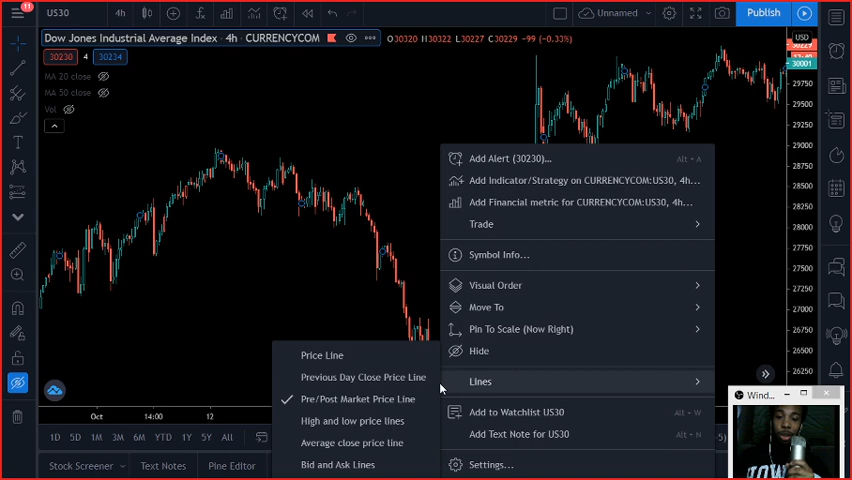 US30
4h
Unnamed
Publish
Dow Jones Industrial Average Index · 4h · CURRENCYCOM
O30320 H30322 L30227 C30229 −99 (−0.33%)
30230 4 30234
MA 20 close
MA 50 close
Vol
USD
30229
30001
29750
29500
29000
28500
28250
27750
27500
27250
26750
26500
Add Alert (30230)... Alt + A
Add Indicator/Strategy on CURRENCYCOM:US30, 4h...
Add Financial metric for CURRENCYCOM:US30, 4h...
Trade
Symbol Info...
Visual Order
Move To
Pin To Scale (Now Right)
Hide
Lines
Add to Watchlist US30 Alt + W
Add Text Note for US30 Alt + N
Settings...
Price Line
Previous Day Close Price Line
Pre/Post Market Price Line
High and low price lines
Average close price line
Bid and Ask Lines
Oct 14:00 12
1D 5D 1M 3M 6M YTD 1Y 5Y All
Stock Screener
Text Notes
Pine Editor
Wind...